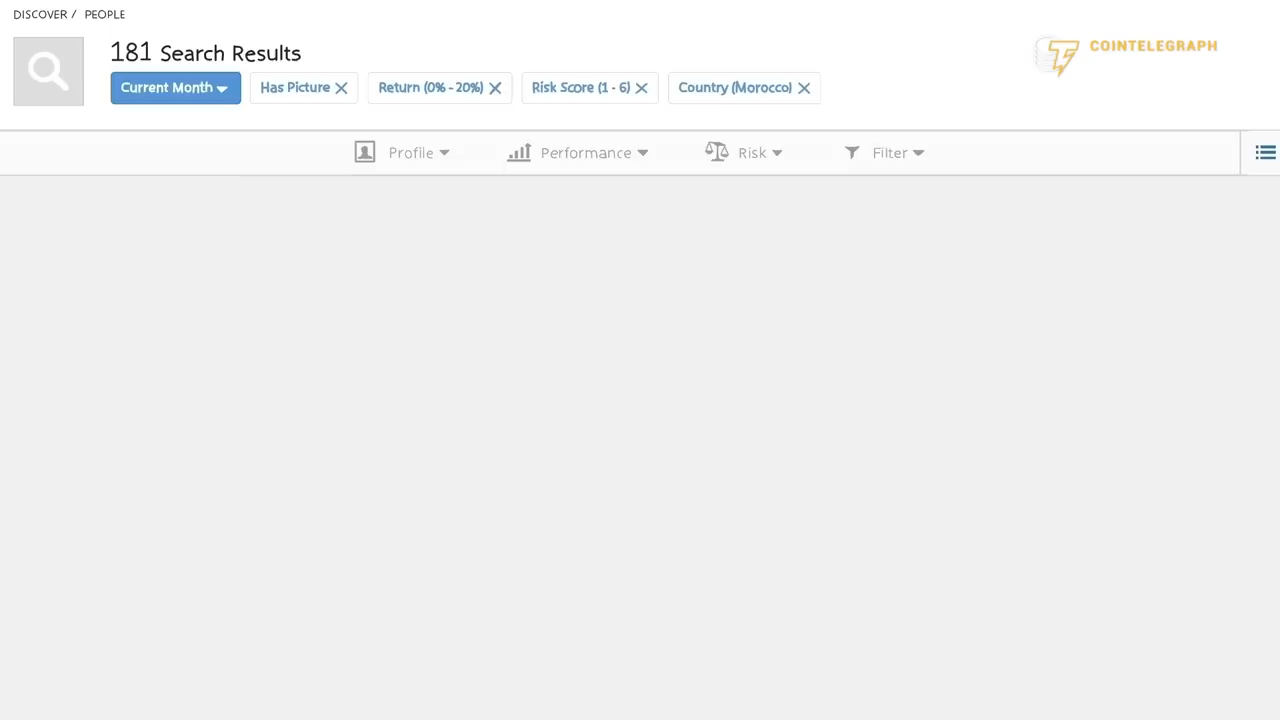 DISCOVER / PEOPLE
181 Search Results
COINTELEGRAPH
Current Month Has Picture Return (0% - 20%) Risk Score (1 - 6) Country (Morocco)
Profile Performance Risk Filter